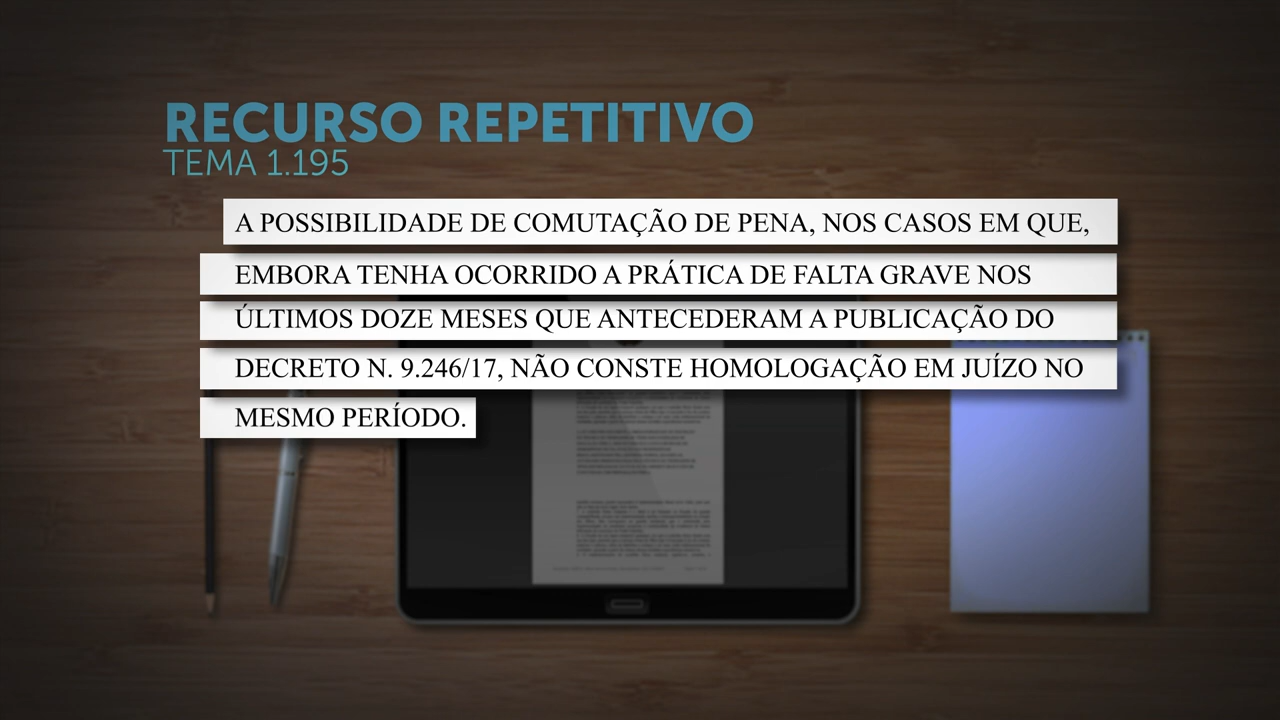 RECURSO REPETITIVO
TEMA 1.195
A POSSIBILIDADE DE COMUTAÇÃO DE PENA, NOS CASOS EM QUE,
EMBORA TENHA OCORRIDO A PRÁTICA DE FALTA GRAVE NOS
ÚLTIMOS DOZE MESES QUE ANTECEDERAM A PUBLICAÇÃO DO
DECRETO N. 9.246/17, NÃO CONSTE HOMOLOGAÇÃO EM JUÍZO NO
MESMO PERÍODO.